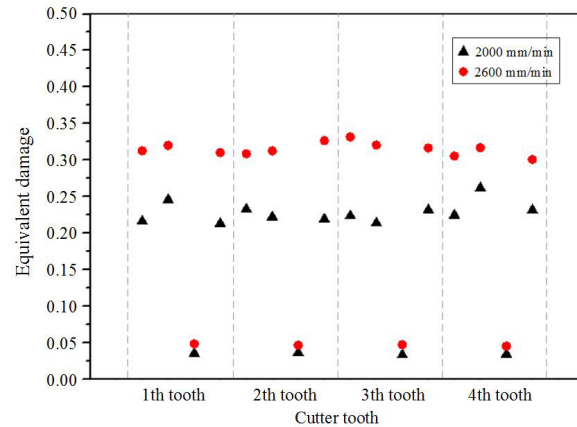 0.50
0.45
0.40
0.35
0.30
0.25
0.20
0.15
0.10
0.05
0.00
Equivalent damage
2000 mm/min
2600 mm/min
1th tooth 2th tooth 3th tooth 4th tooth
Cutter tooth